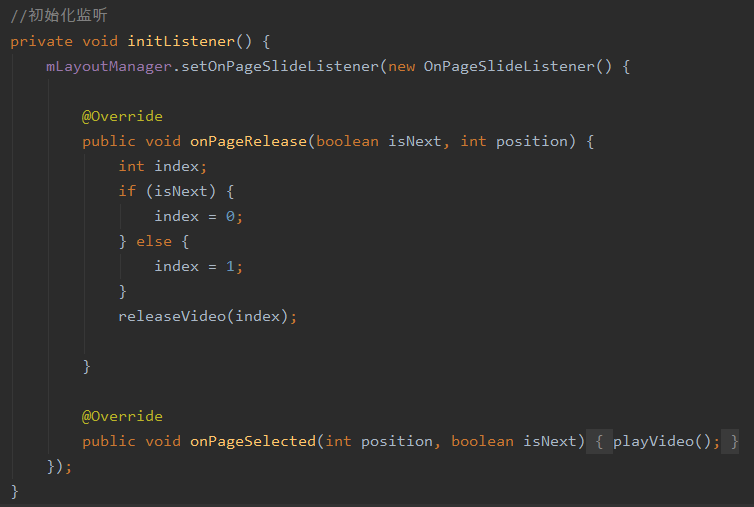 //初始化监听
private void initListener() {
    mLayoutManager.setOnPageSlideListener(new OnPageSlideListener() {
        @Override
        public void onPageRelease(boolean isNext, int position) {
            int index;
            if (isNext) {
                index = 0;
            } else {
                index = 1;
            }
            releaseVideo(index);
        }
        @Override
        public void onPageSelected(int position, boolean isNext) { playVideo(); }
    });
}